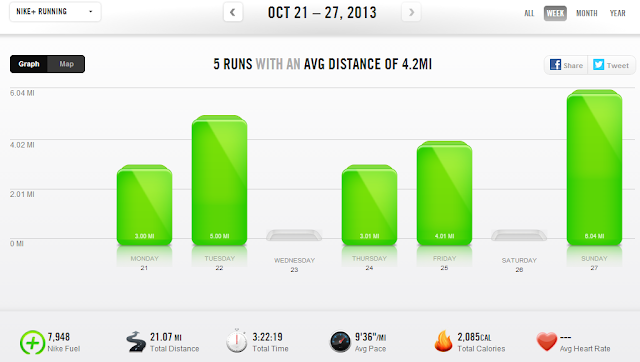 NIKE+ RUNNING
OCT 21 – 27, 2013
ALL WEEK MONTH YEAR
Graph Map
5 RUNS WITH AN AVG DISTANCE OF 4.2MI
Share Tweet
6.04 MI
4.02 MI
2.01 MI
0 MI
3.00 MI 5.00 MI 3.01 MI 4.01 MI 6.04 MI
MONDAY TUESDAY WEDNESDAY THURSDAY FRIDAY SATURDAY SUNDAY
21 22 23 24 25 26 27
7,948 21.07 MI 3:22:19 9'36"/MI 2,085CAL ---
Nike Fuel Total Distance Total Time Avg Pace Total Calories Avg Heart Rate